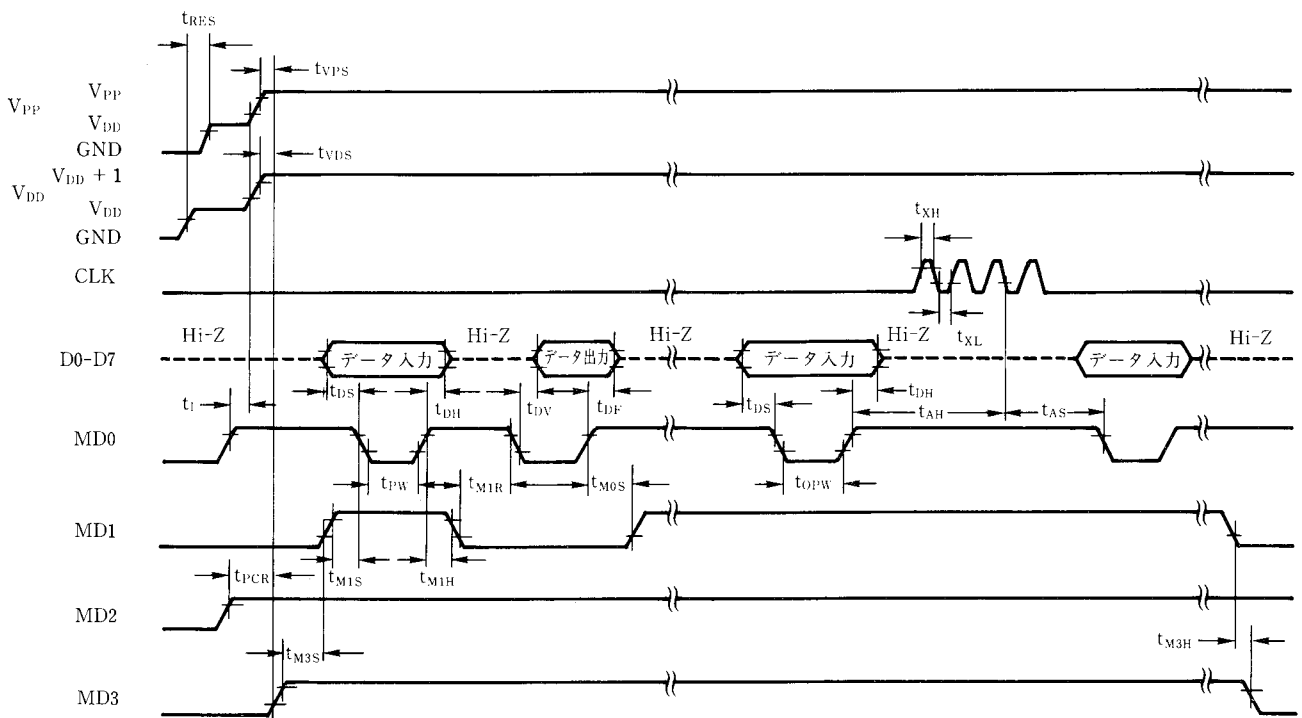 tRES
tVPS
VPP
VPP
VDD
GND
tVDS
VDD + 1
VDD
VDD
GND
tXH
CLK
tXL
Hi-Z
Hi-Z
Hi-Z
Hi-Z
Hi-Z
D0-D7
データ入力
データ出力
データ入力
データ入力
tI
tDS
tDH
tDV
tDF
tDS
tDH
tAH
tAS
MD0
tPW
tM1R
tM0S
tOPW
MD1
tPCR
tM1S
tM1H
MD2
tM3S
tM3H
MD3